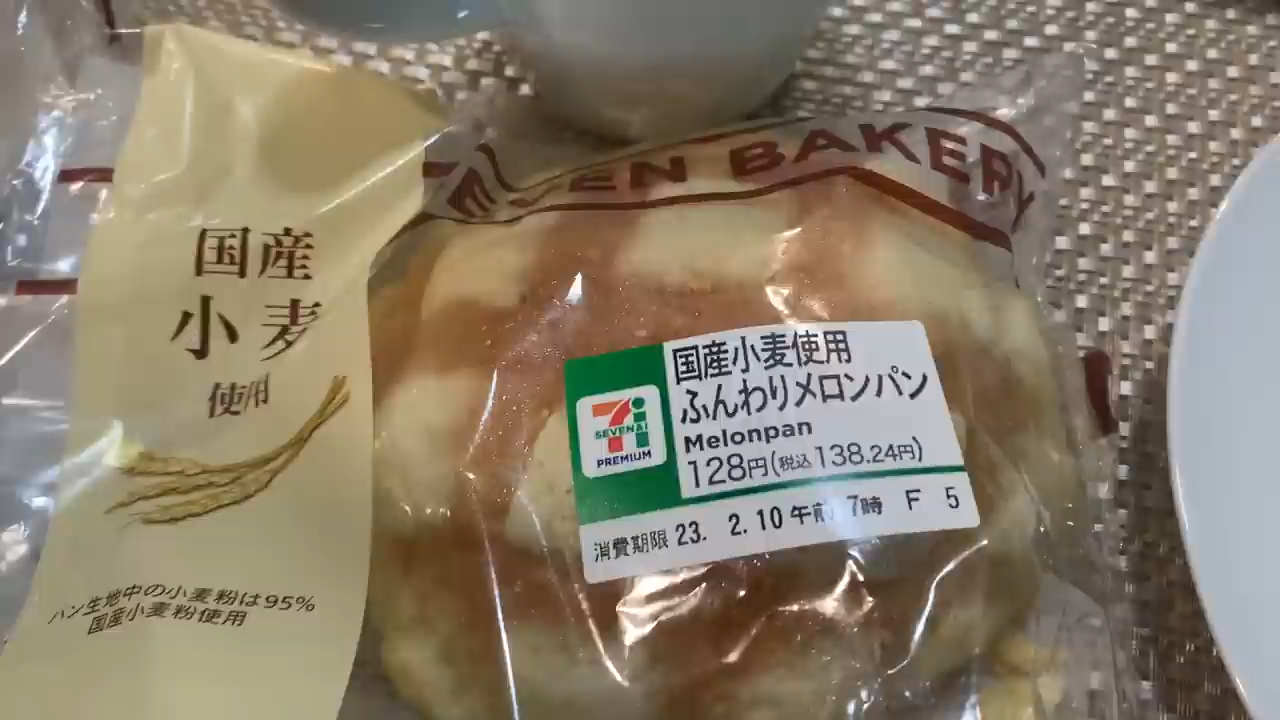 国産
小麦
使用
パン生地中の小麦粉は95%
国産小麦粉使用
EN BAKERY
国産小麦使用
ふんわりメロンパン
Melonpan
128円(税込138.24円)
SEVEN&i
PREMIUM
消費期限 23. 2.10 午前 7時 F 5